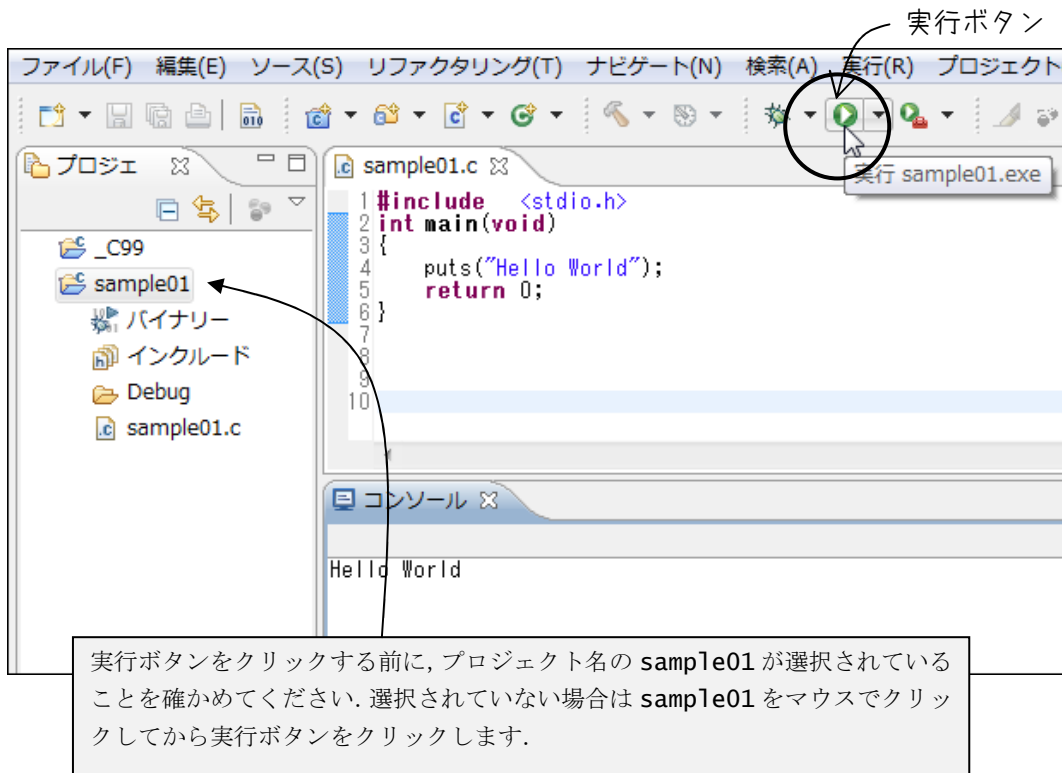 実行ボタン
ファイル(F) 編集(E) ソース(S) リファクタリング(T) ナビゲート(N) 検索(A) 実行(R) プロジェクト
プロジェ
sample01.c
実行 sample01.exe
_C99
sample01
バイナリー
インクルード
Debug
sample01.c
1 #include <stdio.h>
2 int main(void)
3 {
4 puts("Hello World");
5 return 0;
6 }
7
8
9
10
コンソール
Hello World
実行ボタンをクリックする前に,プロジェクト名の sample01 が選択されている
ことを確かめてください.選択されていない場合は sample01 をマウスでクリッ
クしてから実行ボタンをクリックします.